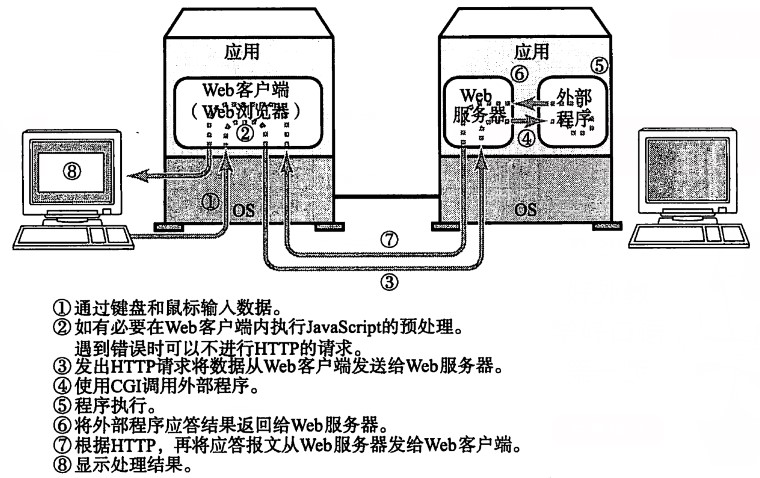 应用
应用
Web客户端
（Web浏览器）
②
Web
服务器
⑥
⑤
外部
程序
④
⑧
①
OS
OS
⑦
③
①通过键盘和鼠标输入数据。
②如有必要在Web客户端内执行JavaScript的预处理。
遇到错误时可以不进行HTTP的请求。
③发出HTTP请求将数据从Web客户端发送给Web服务器。
④使用CGI调用外部程序。
⑤程序执行。
⑥将外部程序应答结果返回给Web服务器。
⑦根据HTTP，再将应答报文从Web服务器发给Web客户端。
⑧显示处理结果。